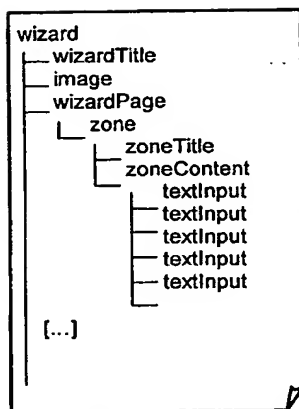 wizard
wizardTitle
image
wizardPage
zone
zoneTitle
zoneContent
textInput
textInput
textInput
textInput
textInput
[...]